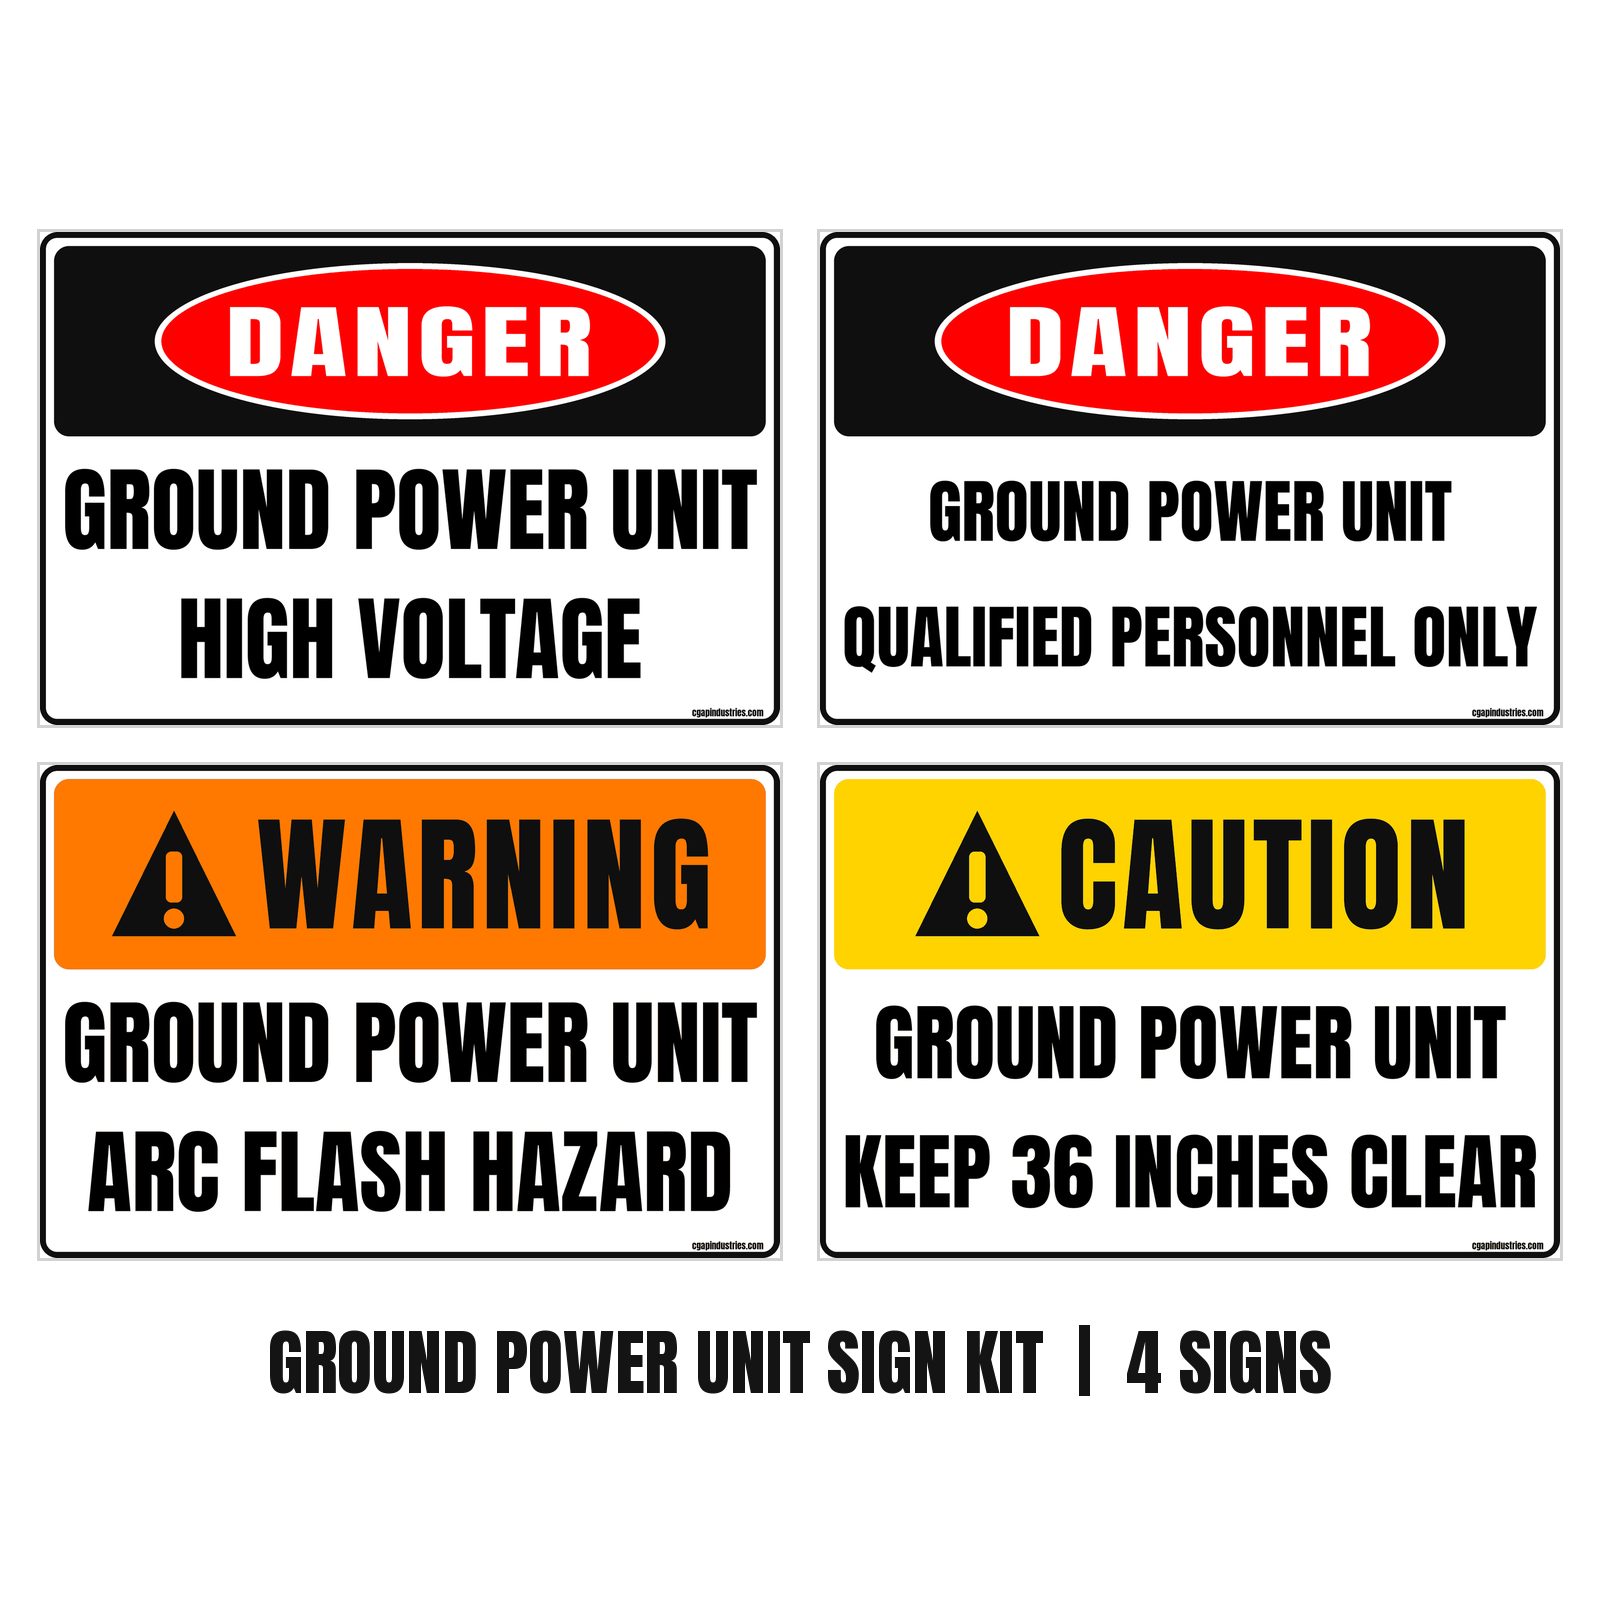 DANGER
GROUND POWER UNIT
HIGH VOLTAGE
cgapindustries.com
DANGER
GROUND POWER UNIT
QUALIFIED PERSONNEL ONLY
cgapindustries.com
WARNING
GROUND POWER UNIT
ARC FLASH HAZARD
cgapindustries.com
CAUTION
GROUND POWER UNIT
KEEP 36 INCHES CLEAR
cgapindustries.com
GROUND POWER UNIT SIGN KIT | 4 SIGNS